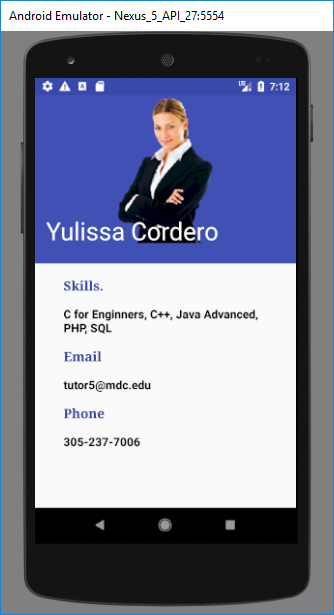 Android Emulator - Nexus_5_API_27:5554
LTE 7:12
Yulissa Cordero
Skills.
C for Enginners, C++, Java Advanced,
PHP, SQL
Email
tutor5@mdc.edu
Phone
305-237-7006